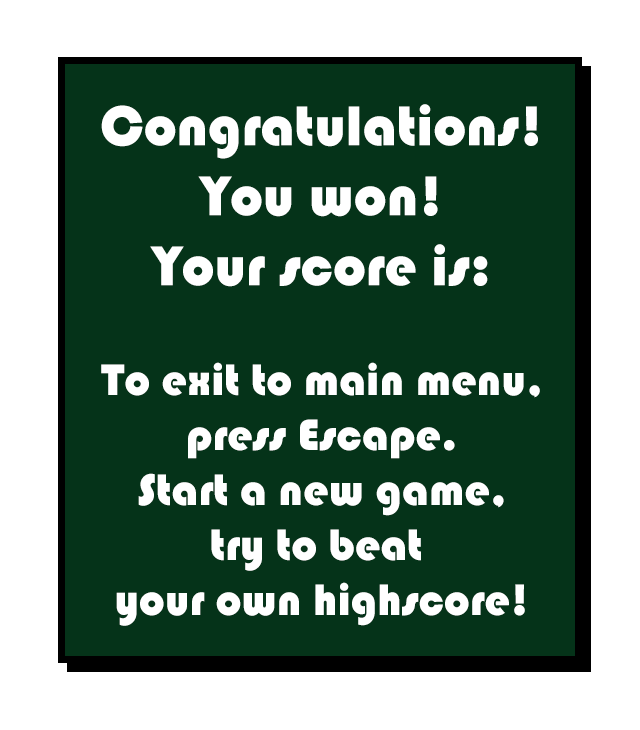 Congratulations!
You won!
Your score is:
To exit to main menu,
press Escape.
Start a new game,
try to beat
your own highscore!